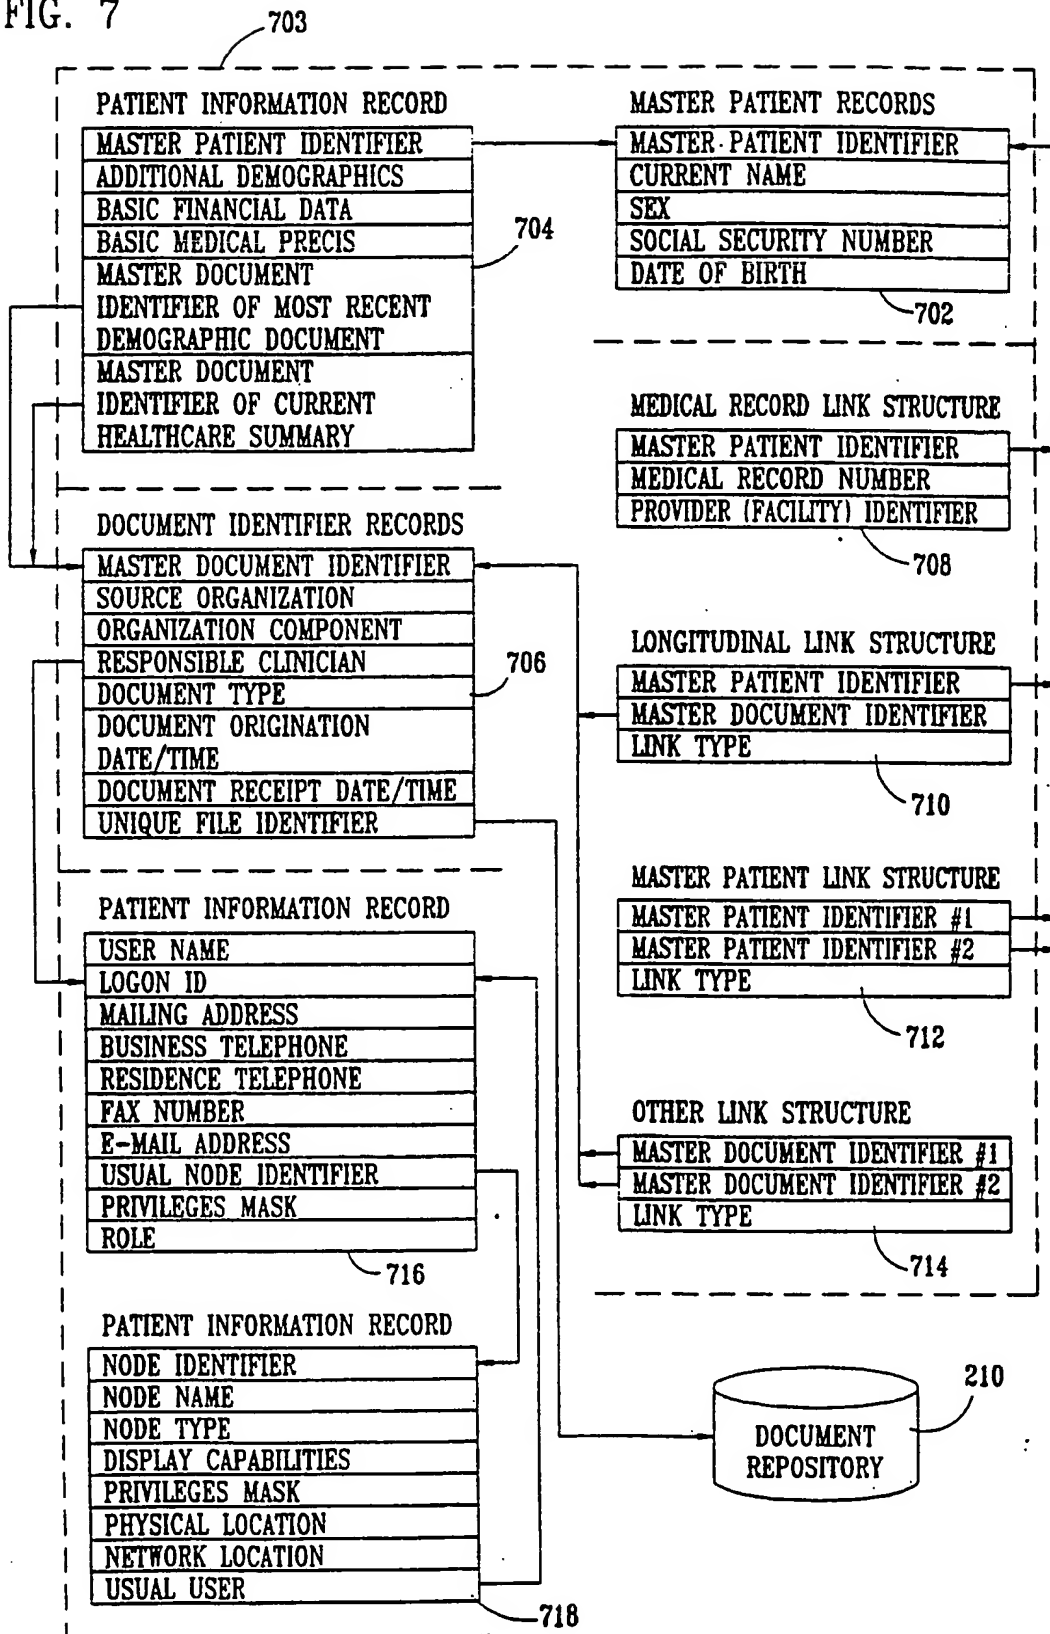 FIG. 7
703
PATIENT INFORMATION RECORD
MASTER PATIENT IDENTIFIER
ADDITIONAL DEMOGRAPHICS
BASIC FINANCIAL DATA
BASIC MEDICAL PRECIS
MASTER DOCUMENT
IDENTIFIER OF MOST RECENT
DEMOGRAPHIC DOCUMENT
MASTER DOCUMENT
IDENTIFIER OF CURRENT
HEALTHCARE SUMMARY
704
MASTER PATIENT RECORDS
MASTER PATIENT IDENTIFIER
CURRENT NAME
SEX
SOCIAL SECURITY NUMBER
DATE OF BIRTH
702
DOCUMENT IDENTIFIER RECORDS
MASTER DOCUMENT IDENTIFIER
SOURCE ORGANIZATION
ORGANIZATION COMPONENT
RESPONSIBLE CLINICIAN
DOCUMENT TYPE
DOCUMENT ORIGINATION
DATE/TIME
DOCUMENT RECEIPT DATE/TIME
UNIQUE FILE IDENTIFIER
706
MEDICAL RECORD LINK STRUCTURE
MASTER PATIENT IDENTIFIER
MEDICAL RECORD NUMBER
PROVIDER (FACILITY) IDENTIFIER
708
LONGITUDINAL LINK STRUCTURE
MASTER PATIENT IDENTIFIER
MASTER DOCUMENT IDENTIFIER
LINK TYPE
710
PATIENT INFORMATION RECORD
USER NAME
LOGON ID
MAILING ADDRESS
BUSINESS TELEPHONE
RESIDENCE TELEPHONE
FAX NUMBER
E-MAIL ADDRESS
USUAL NODE IDENTIFIER
PRIVILEGES MASK
ROLE
716
MASTER PATIENT LINK STRUCTURE
MASTER PATIENT IDENTIFIER #1
MASTER PATIENT IDENTIFIER #2
LINK TYPE
712
OTHER LINK STRUCTURE
MASTER DOCUMENT IDENTIFIER #1
MASTER DOCUMENT IDENTIFIER #2
LINK TYPE
714
PATIENT INFORMATION RECORD
NODE IDENTIFIER
NODE NAME
NODE TYPE
DISPLAY CAPABILITIES
PRIVILEGES MASK
PHYSICAL LOCATION
NETWORK LOCATION
USUAL USER
718
210
DOCUMENT
REPOSITORY